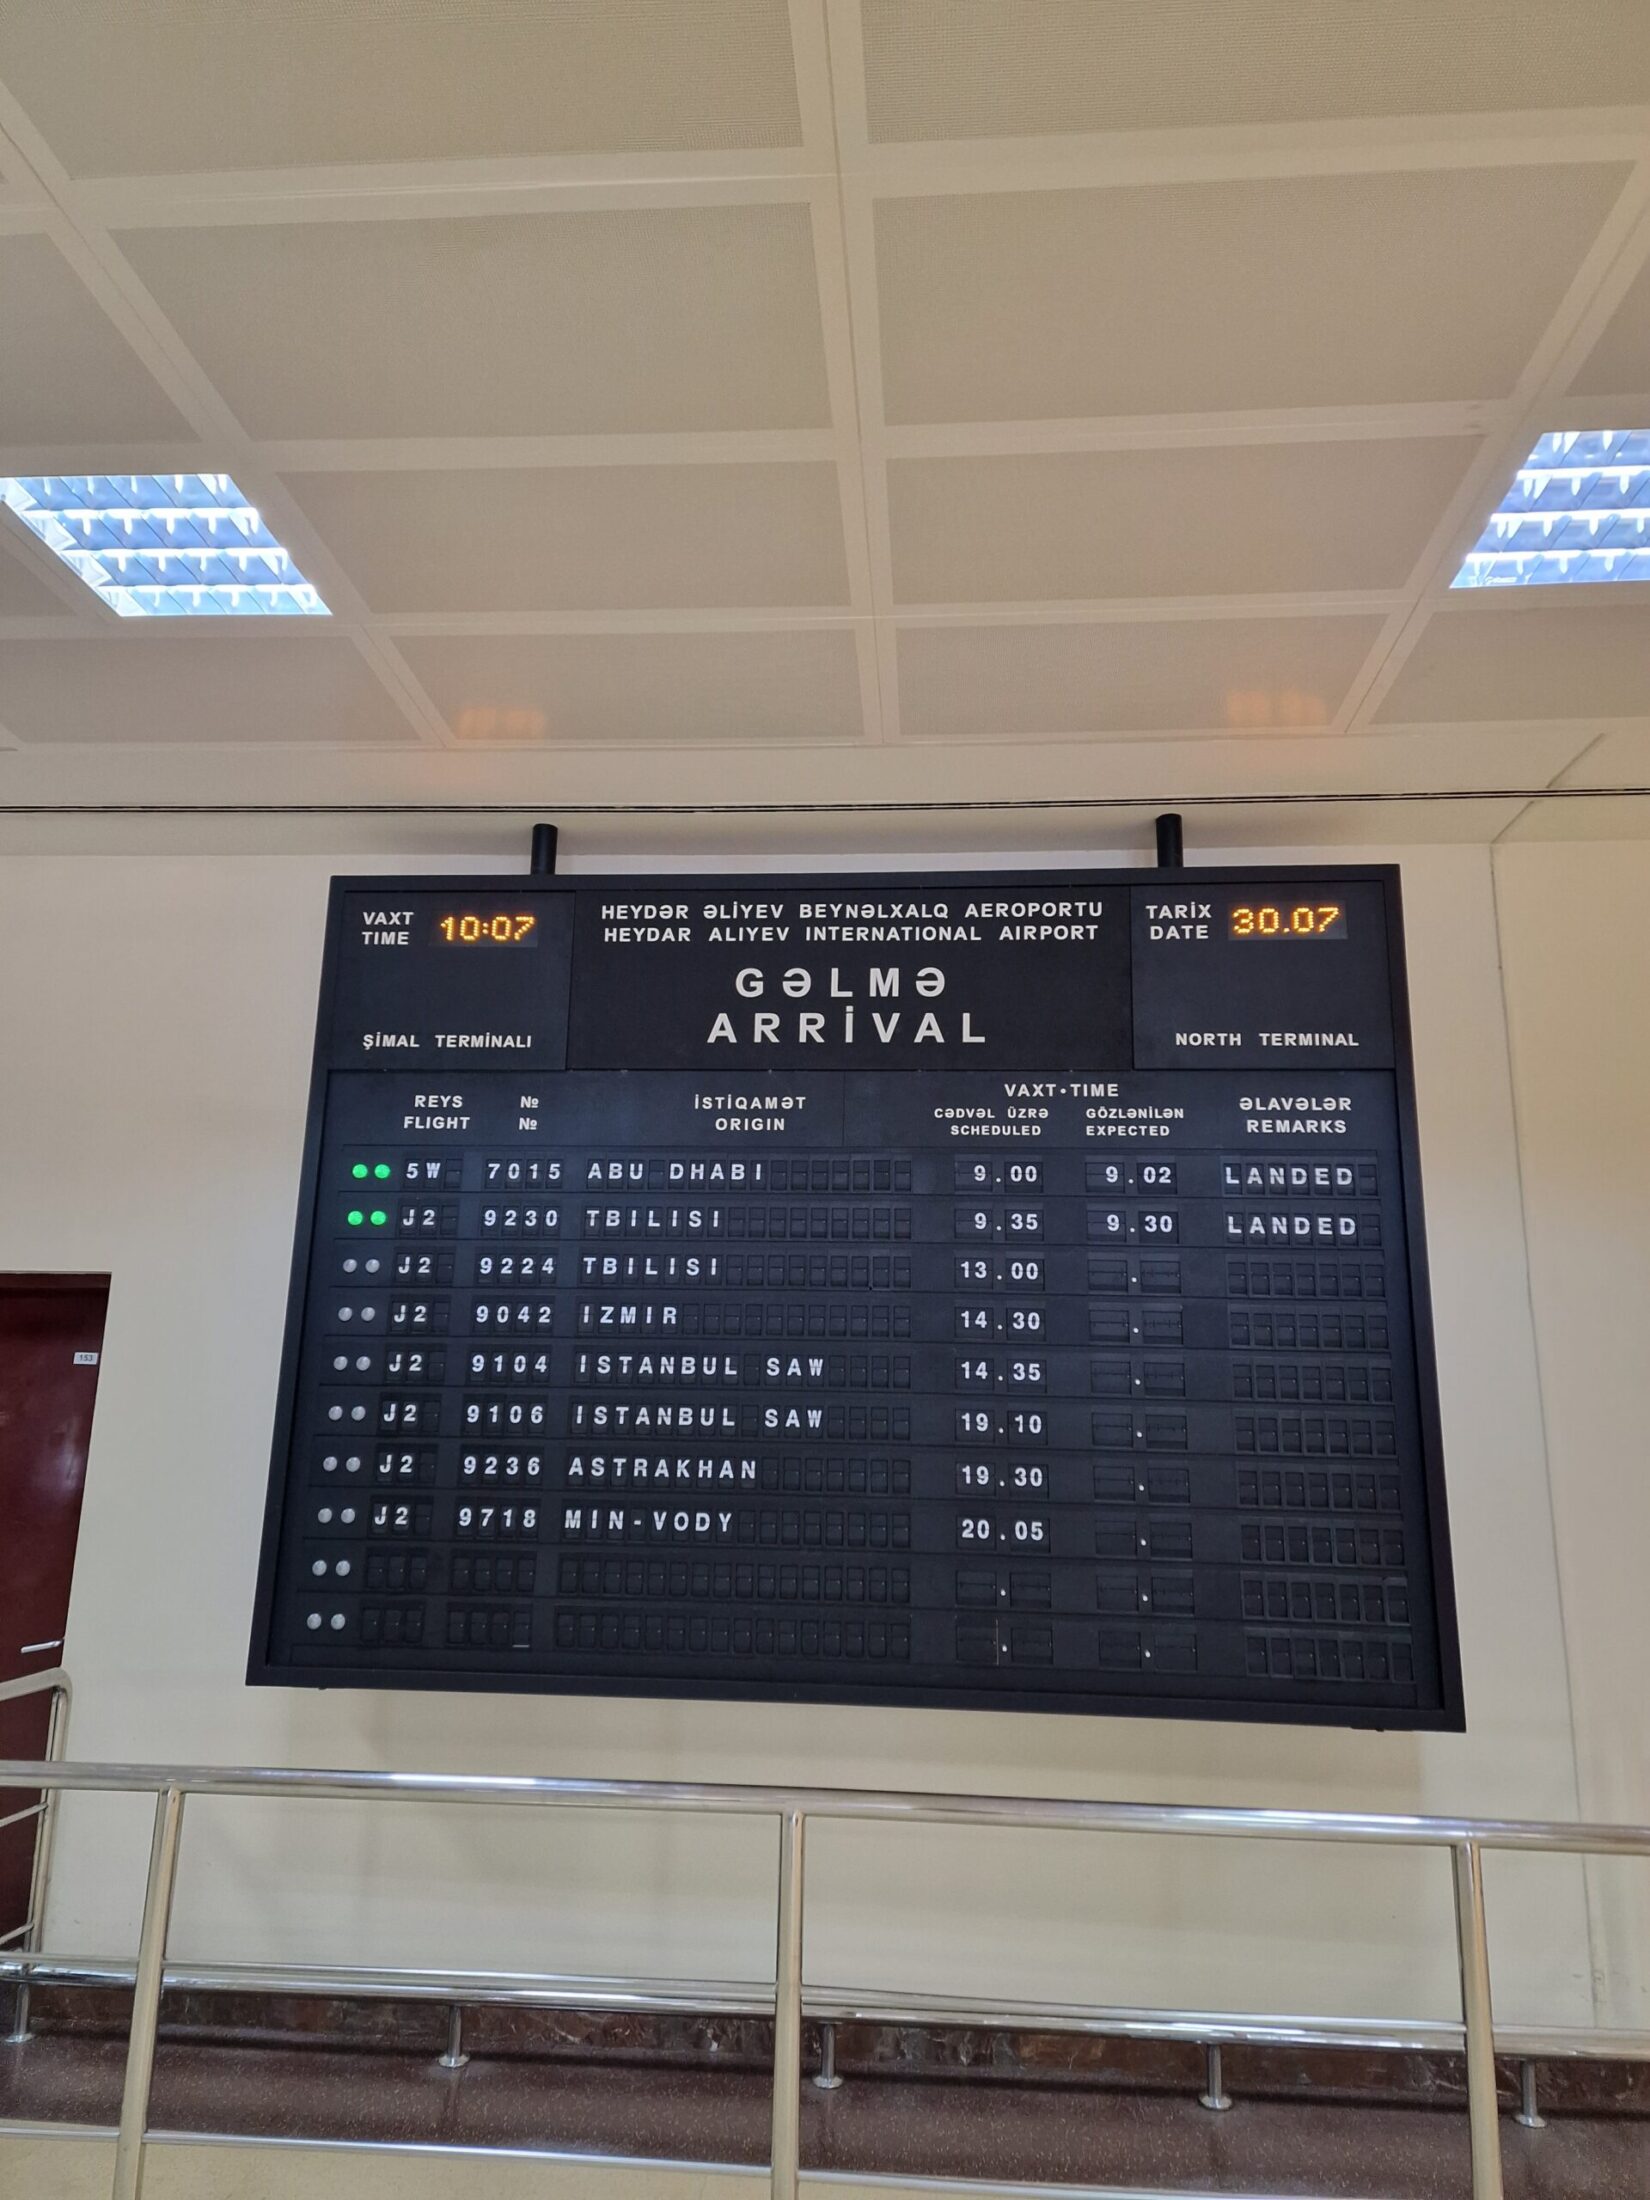 VAXT
TIME
10:07
HEYDƏR ƏLİYEV BEYNƏLXALQ AEROPORTU
HEYDAR ALIYEV INTERNATIONAL AIRPORT
TARİX
DATE
30.07
GƏLMƏ
ARRİVAL
ŞİMAL TERMİNALI
NORTH TERMINAL
REYS №
FLIGHT №
İSTİQAMƏT
ORIGIN
VAXT•TIME
CƏDVƏL ÜZRƏ
SCHEDULED
GÖZLƏNİLƏN
EXPECTED
ƏLAVƏLƏR
REMARKS
5W 7015 ABU DHABI 9.00 9.02 LANDED
J2 9230 TBILISI 9.35 9.30 LANDED
J2 9224 TBILISI 13.00
J2 9042 IZMIR 14.30
J2 9104 ISTANBUL SAW 14.35
J2 9106 ISTANBUL SAW 19.10
J2 9236 ASTRAKHAN 19.30
J2 9718 MIN-VODY 20.05
153